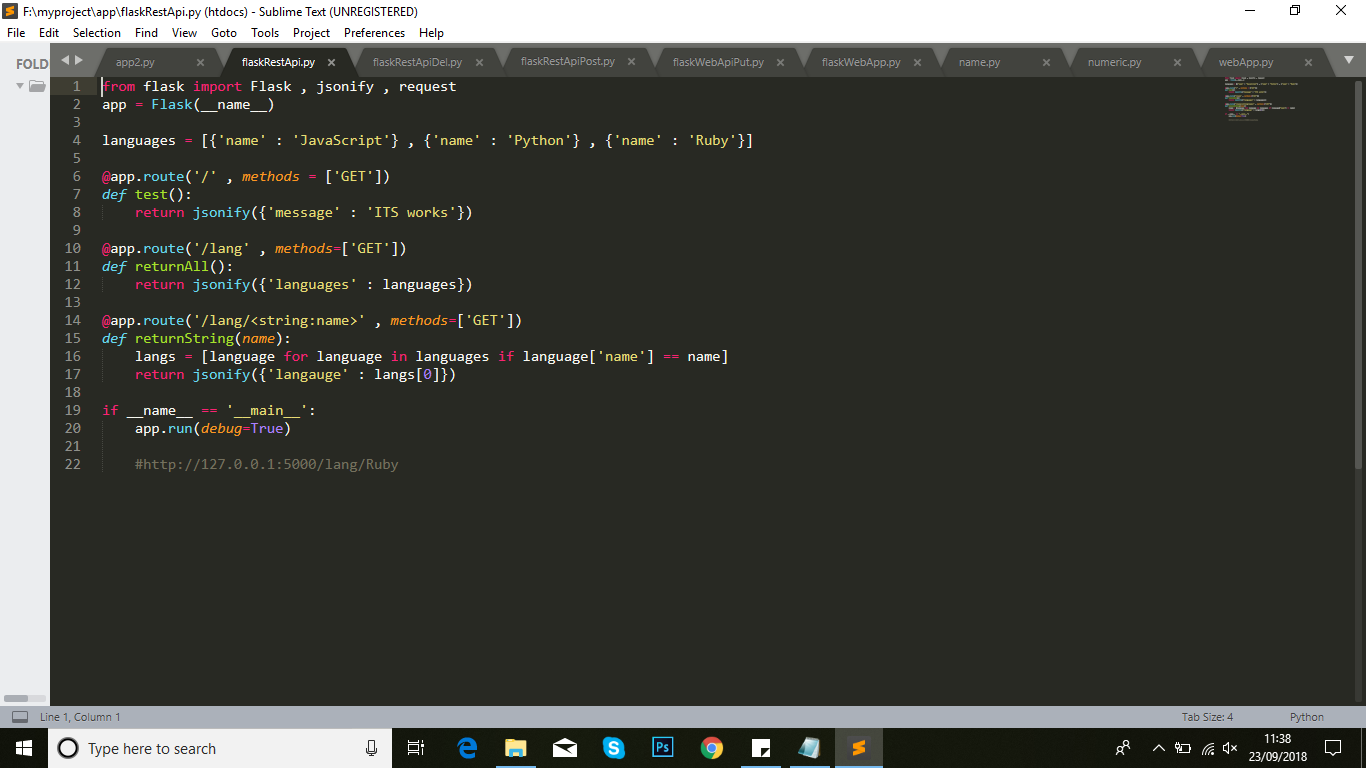 F:\myproject\app\flaskRestApi.py (htdocs) - Sublime Text (UNREGISTERED)
File Edit Selection Find View Goto Tools Project Preferences Help
FOLD
app2.py flaskRestApi.py flaskRestApiDel.py flaskRestApiPost.py flaskWebApiPut.py flaskWebApp.py name.py numeric.py webApp.py
1 from flask import Flask , jsonify , request
2 app = Flask(__name__)
3
4 languages = [{'name' : 'JavaScript'} , {'name' : 'Python'} , {'name' : 'Ruby'}]
5
6 @app.route('/' , methods = ['GET'])
7 def test():
8     return jsonify({'message' : 'ITS works'})
9
10 @app.route('/lang' , methods=['GET'])
11 def returnAll():
12     return jsonify({'languages' : languages})
13
14 @app.route('/lang/<string:name>' , methods=['GET'])
15 def returnString(name):
16     langs = [language for language in languages if language['name'] == name]
17     return jsonify({'langauge' : langs[0]})
18
19 if __name__ == '__main__':
20     app.run(debug=True)
21
22     #http://127.0.0.1:5000/lang/Ruby
Line 1, Column 1 Tab Size: 4 Python
Type here to search
Ps
11:38
23/09/2018